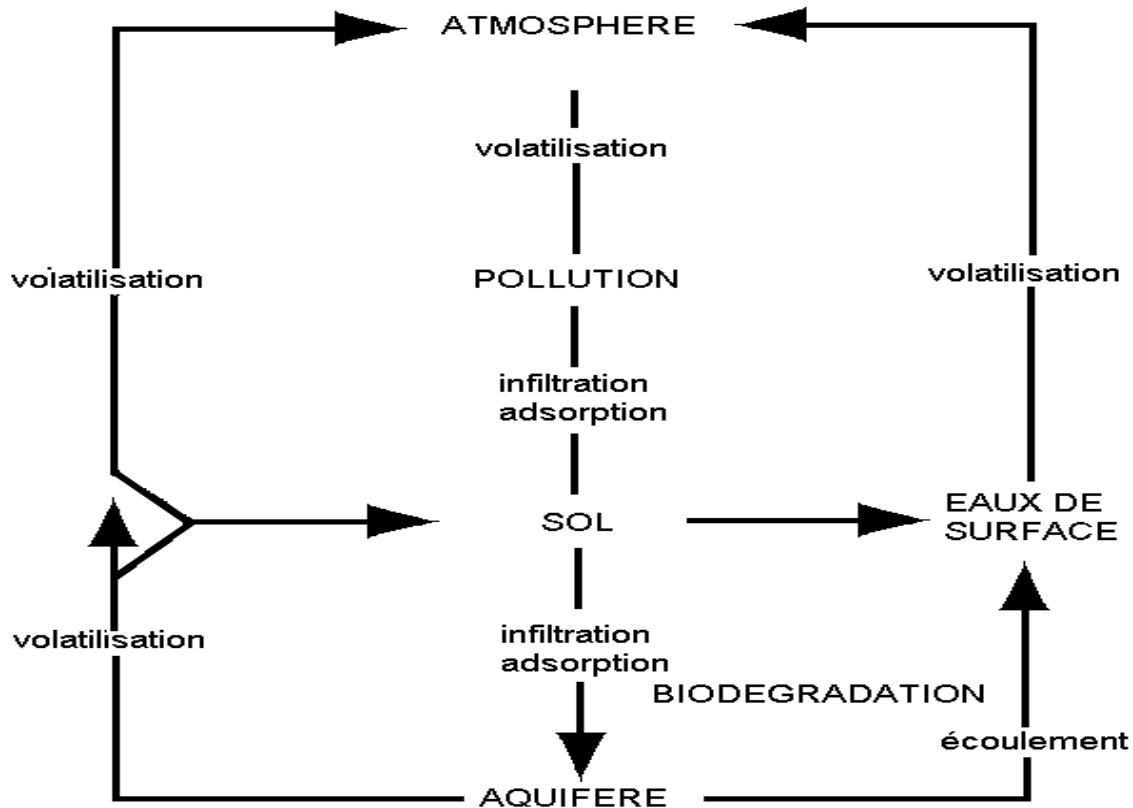 ATMOSPHERE
volatilisation
volatilisation
POLLUTION
volatilisation
infiltration
adsorption
SOL
EAUX DE
SURFACE
volatilisation
infiltration
adsorption
BIODEGRADATION
écoulement
AQUIFERE